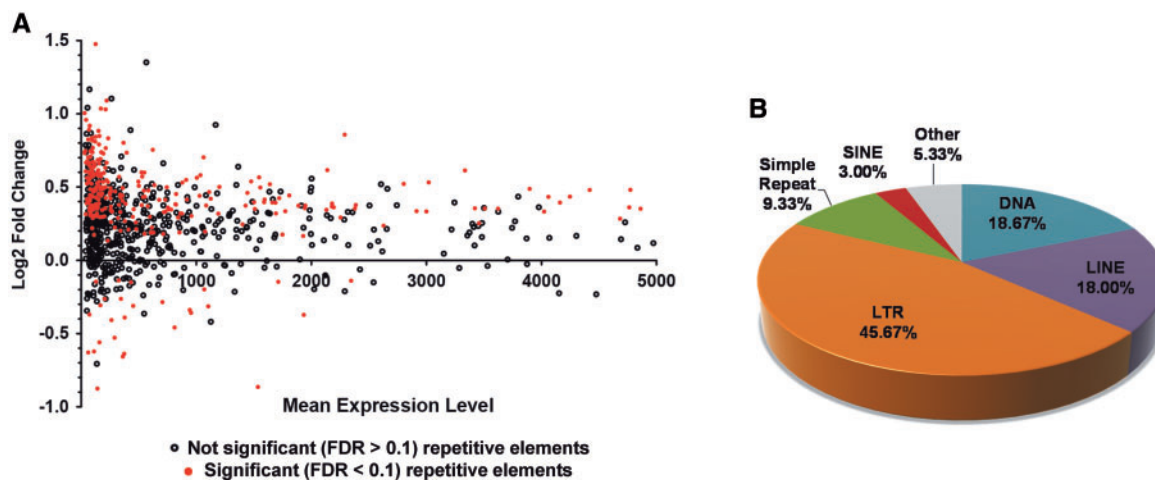 A
1.5
1.0
0.5
0.0
-0.5
-1.0
Log2 Fold Change
1000
2000
3000
4000
5000
Mean Expression Level
Not significant (FDR > 0.1) repetitive elements
Significant (FDR < 0.1) repetitive elements
B
Other
5.33%
SINE
3.00%
Simple
Repeat
9.33%
DNA
18.67%
LINE
18.00%
LTR
45.67%